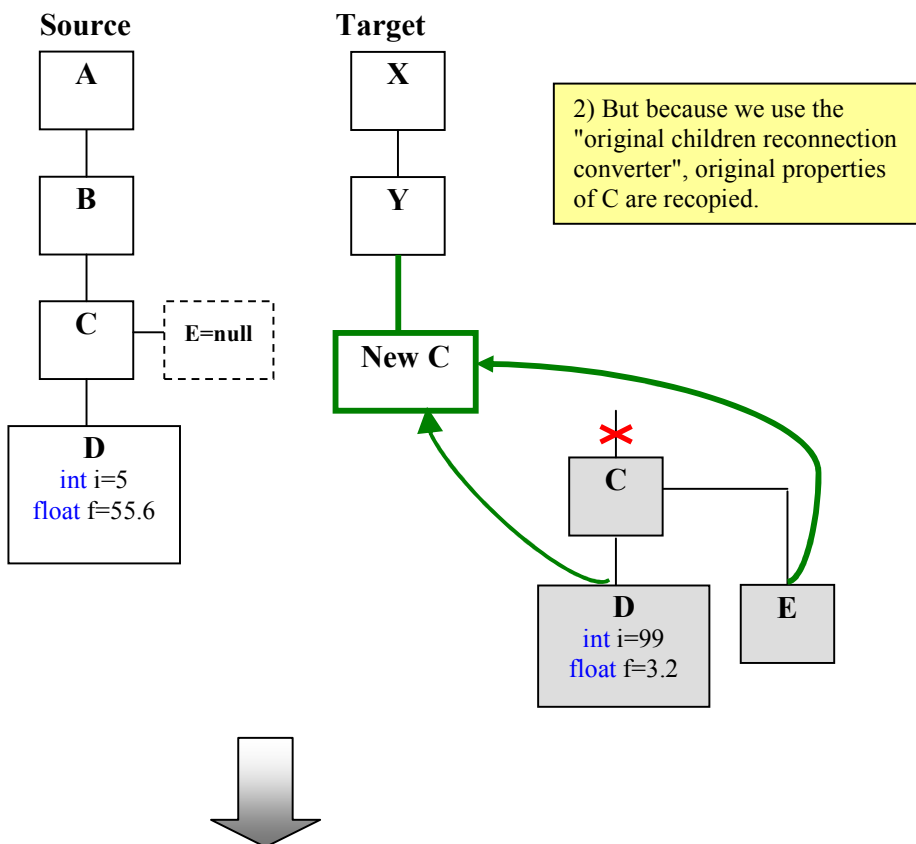 Source
Target
A
X
2) But because we use the
"original children reconnection
converter", original properties
of C are recopied.
B
Y
C
E=null
New C
D
int i=5
float f=55.6
C
D
int i=99
float f=3.2
E